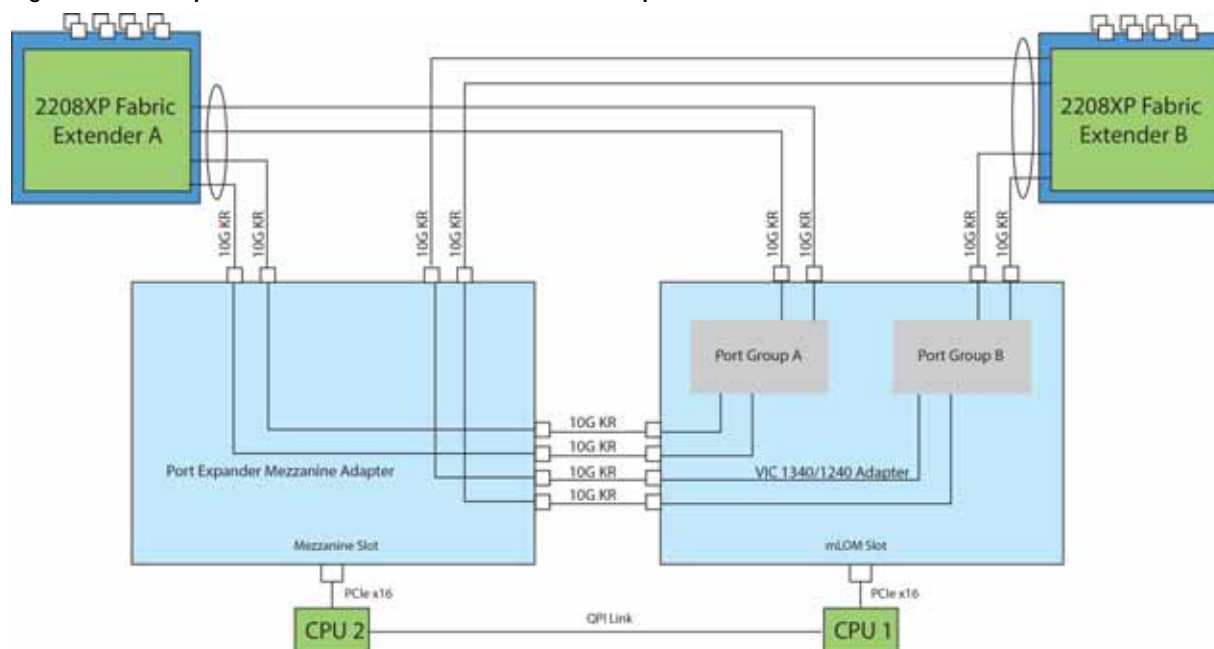 2208XP Fabric
Extender A
2208XP Fabric
Extender B
10G KR
10G KR
10G KR
10G KR
10G KR
10G KR
10G KR
10G KR
Port Group A
Port Group B
10G KR
10G KR
10G KR
10G KR
Port Expander Mezzanine Adapter
VIC 1340/1240 Adapter
Mezzanine Slot
mLOM Slot
PCIe x16
PCIe x16
CPU 2
QPI Link
CPU 1